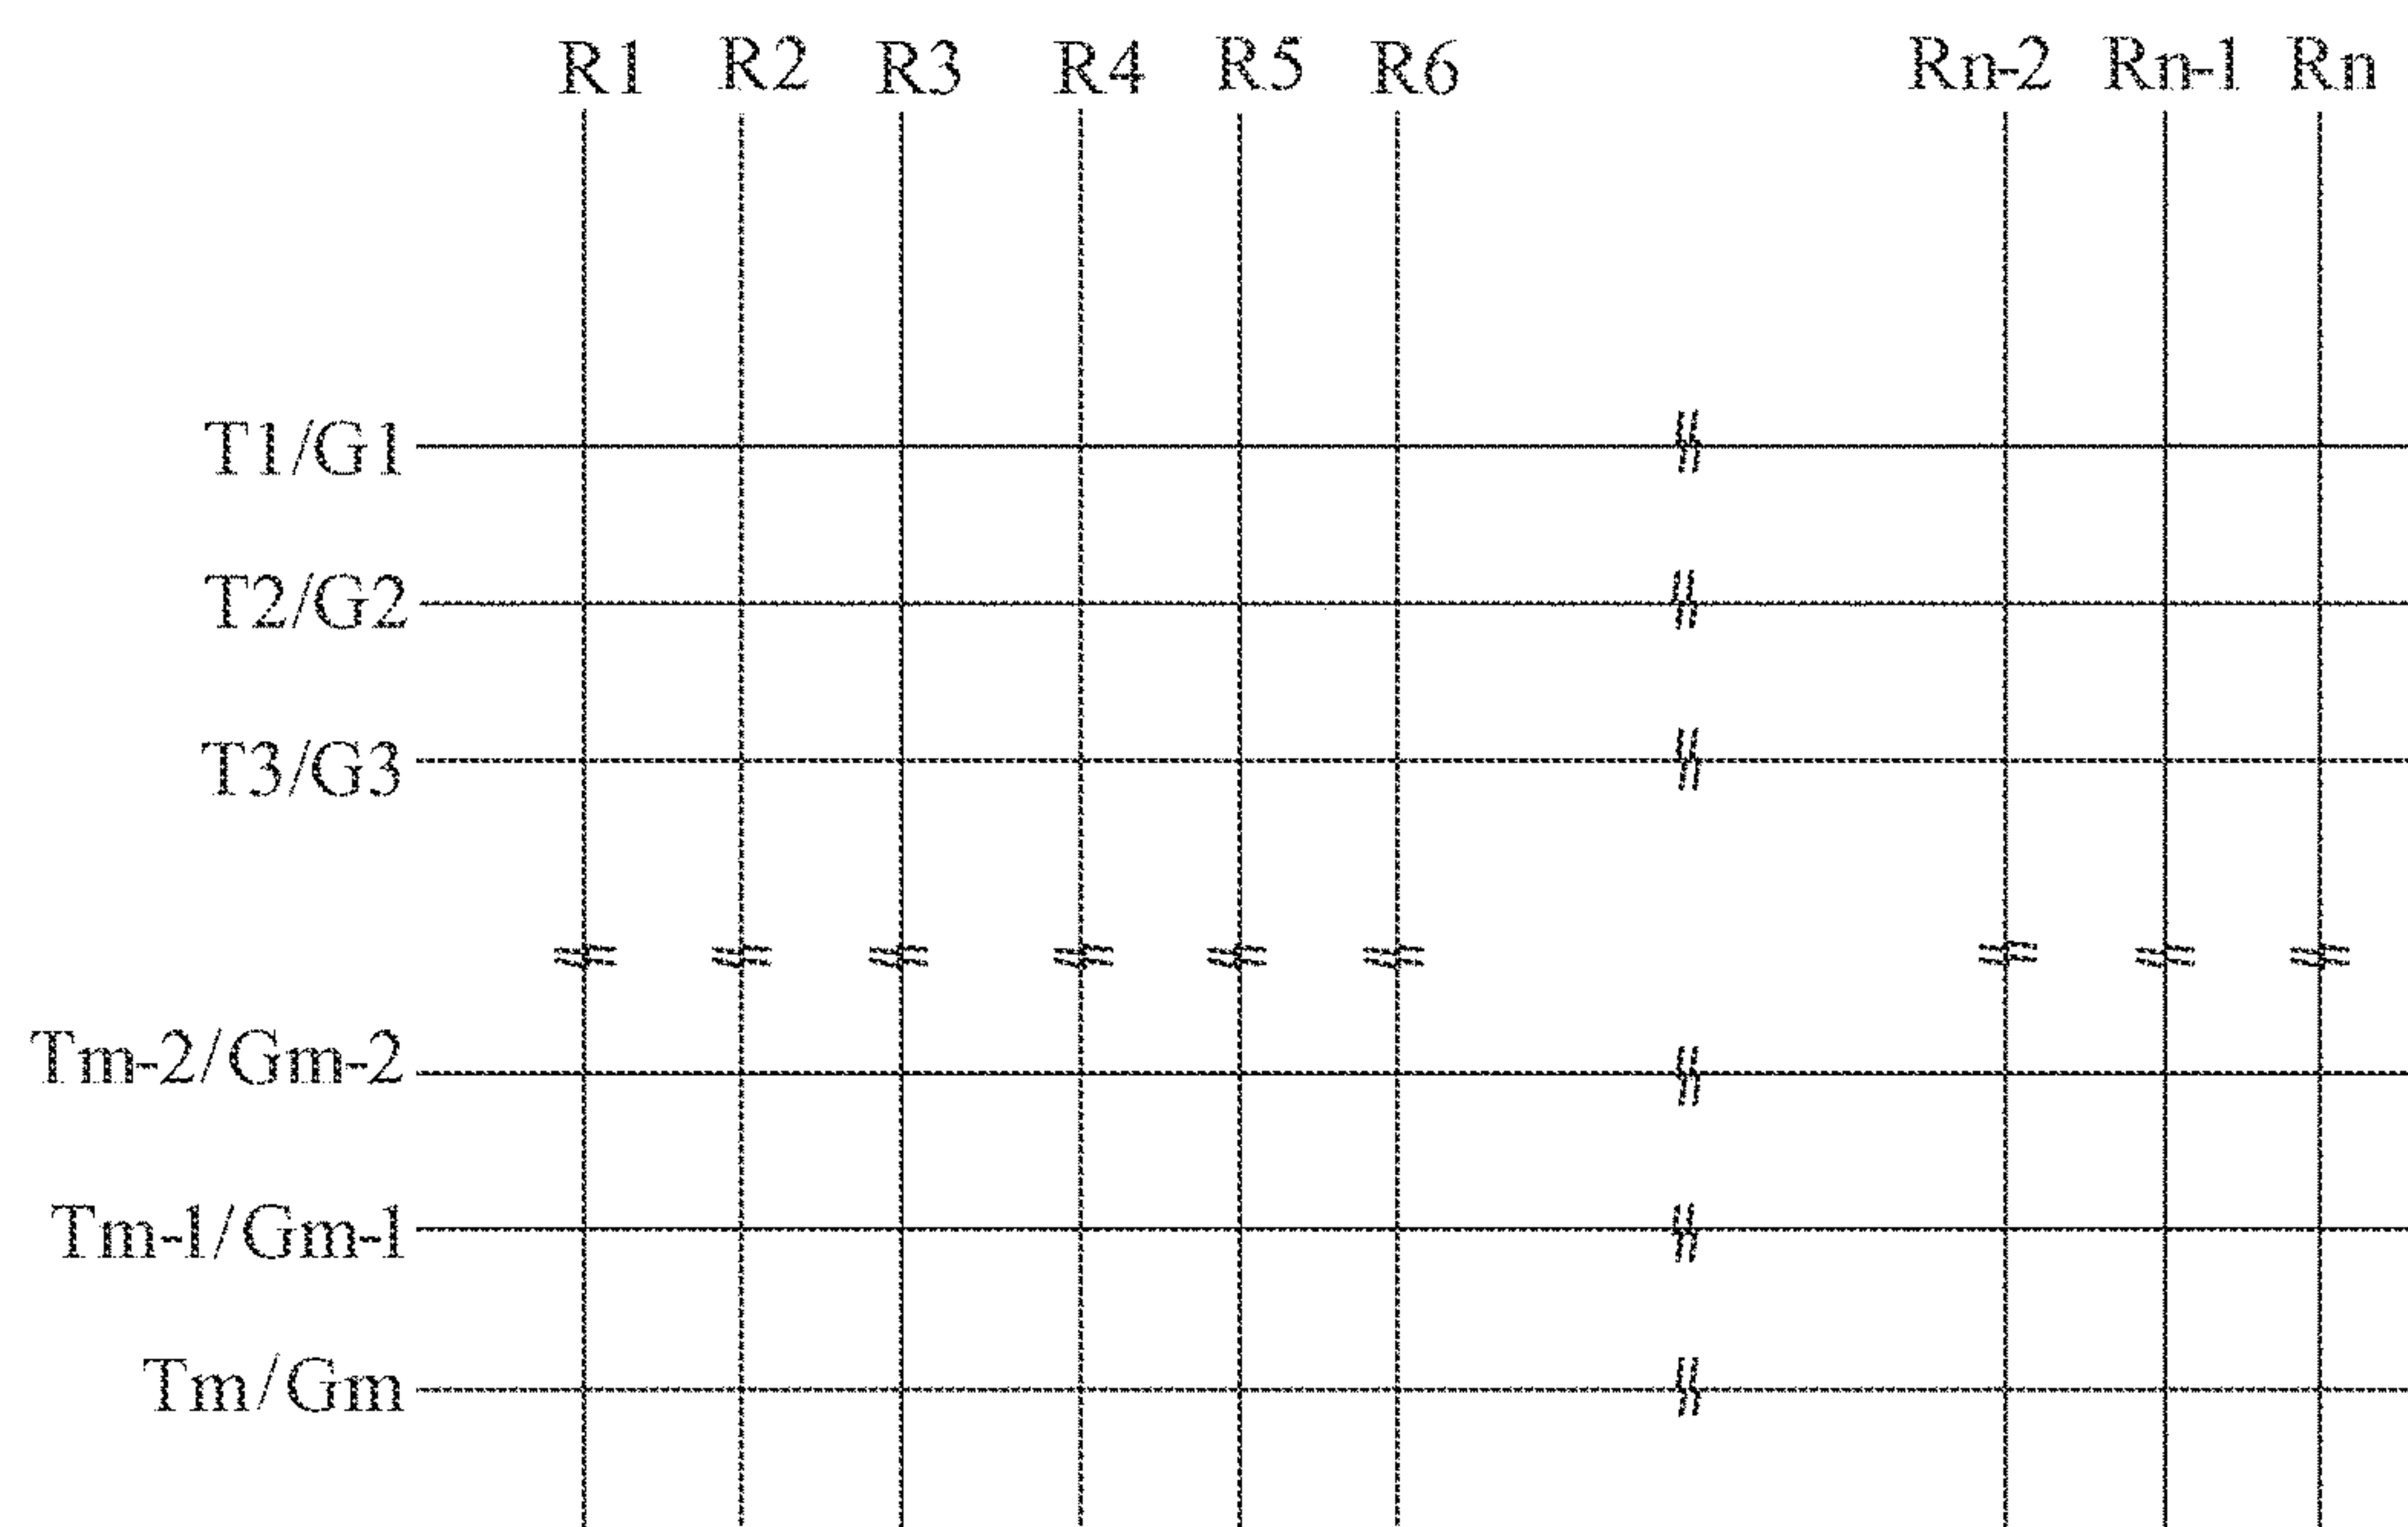 R1 R2 R3 R4 R5 R6 Rn-2 Rn-1 Rn
T1/G1
T2/G2
T3/G3
Tm-2/Gm-2
Tm-1/Gm-1
Tm/Gm